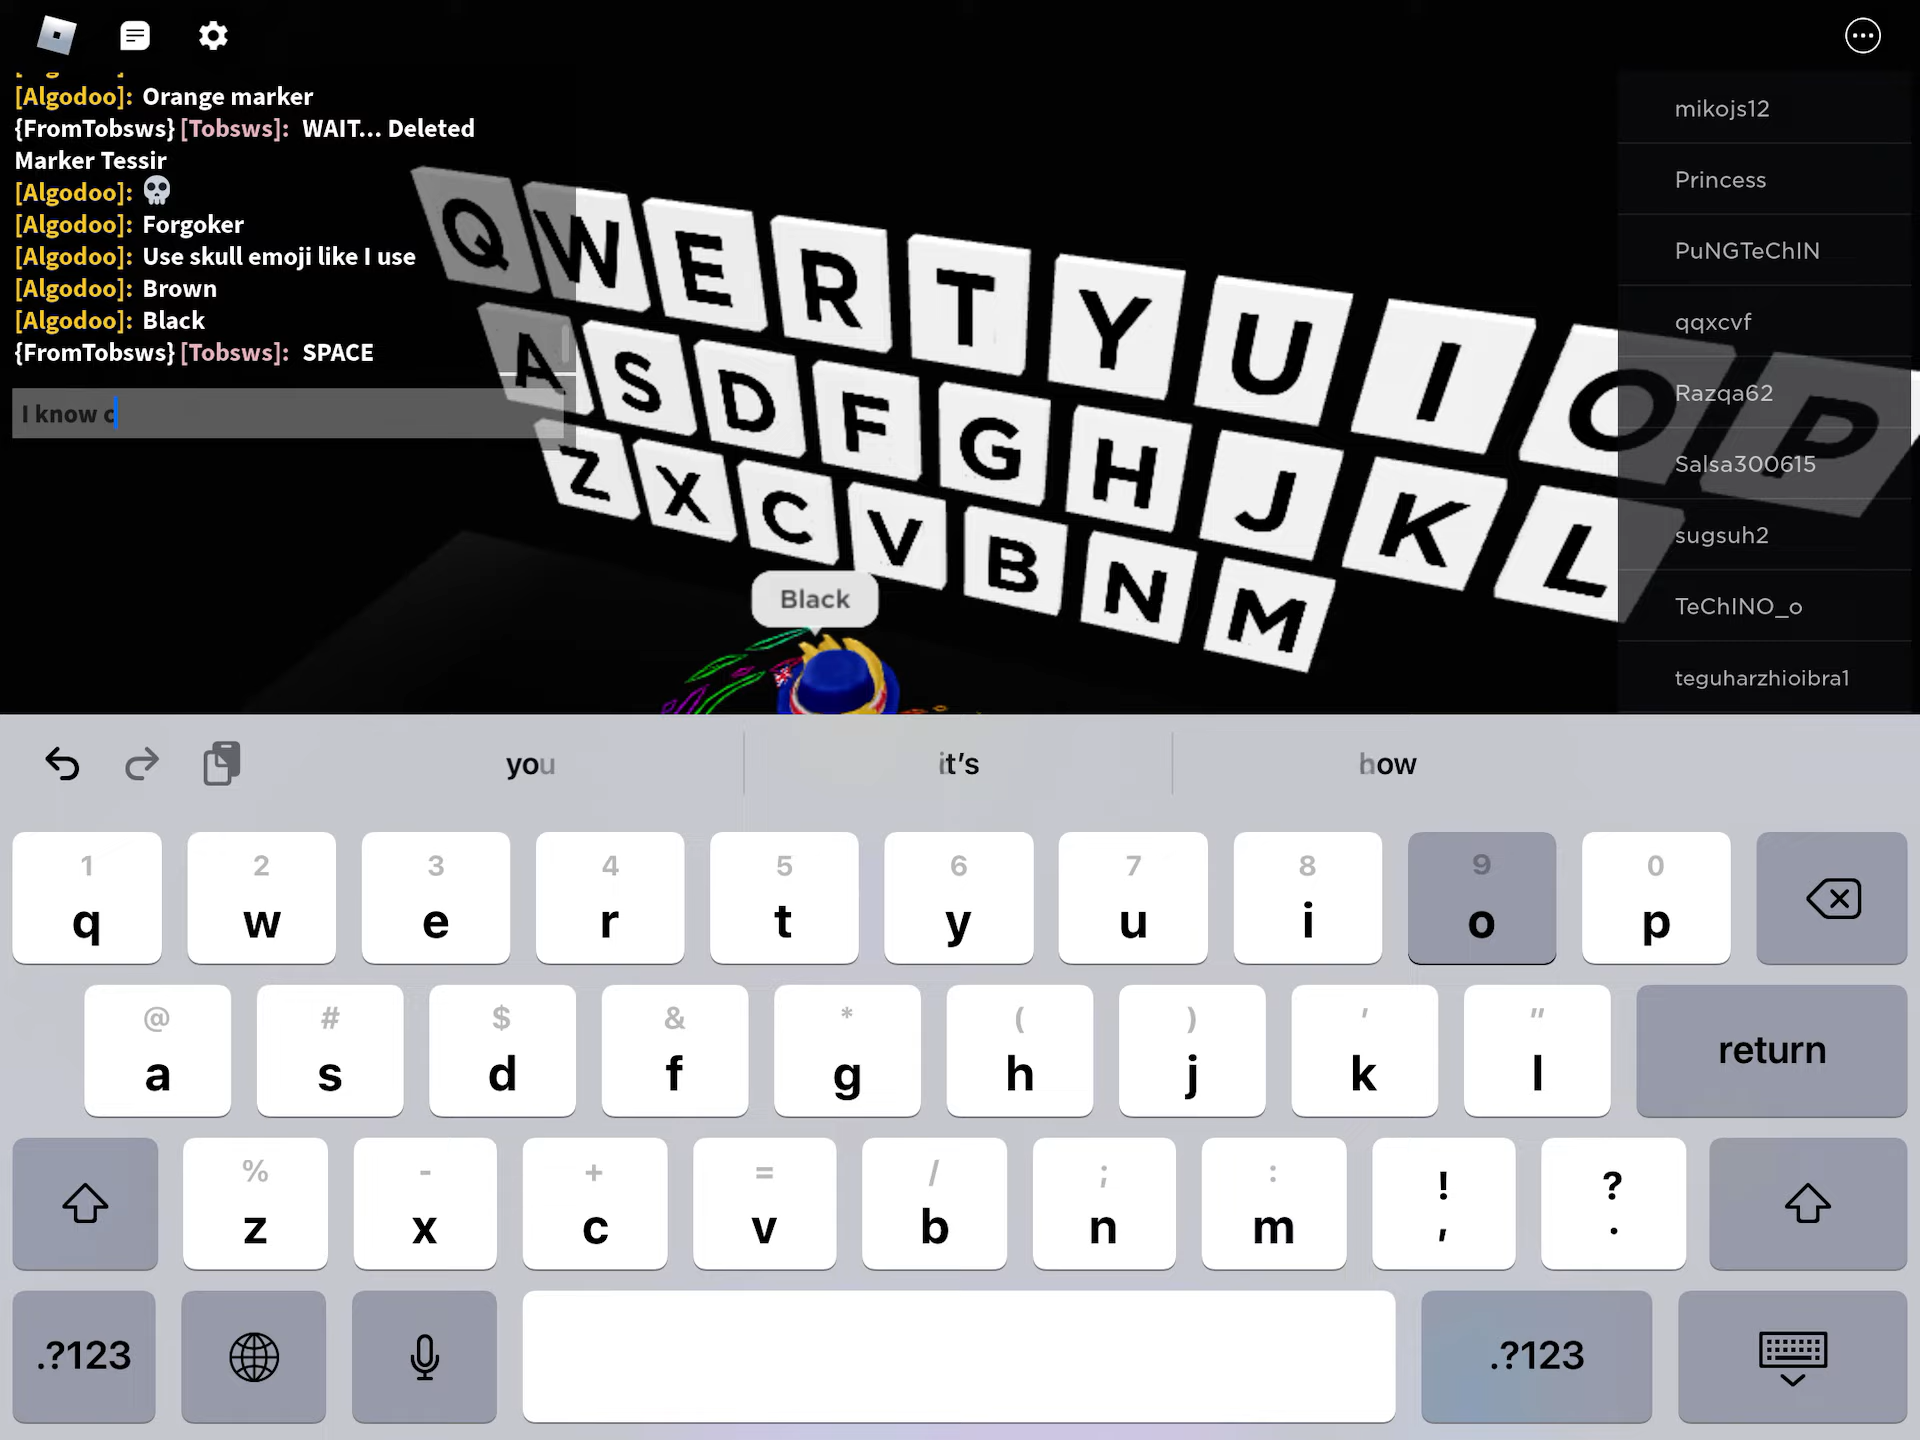 [Algodoo]: Orange marker
{FromTobsws} [Tobsws]: WAIT... Deleted
Marker Tessir
[Algodoo]: 💀
[Algodoo]: Forgoker
[Algodoo]: Use skull emoji like I use
[Algodoo]: Brown
[Algodoo]: Black
{FromTobsws} [Tobsws]: SPACE
I know c
Q W E R T Y U I O P
A S D F G H J K L
Z X C V B N M
Black
mikojs12
Princess
PuNGTeChIN
qqxcvf
Razqa62
Salsa300615
sugsuh2
TeChINO_o
teguharzhioibra1
you it's how
1 2 3 4 5 6 7 8 9 0
q w e r t y u i o p
@ # $ & * ( ) ' "
a s d f g h j k l return
% - + = / ; : ! ?
z x c v b n m , .
.?123 .?123